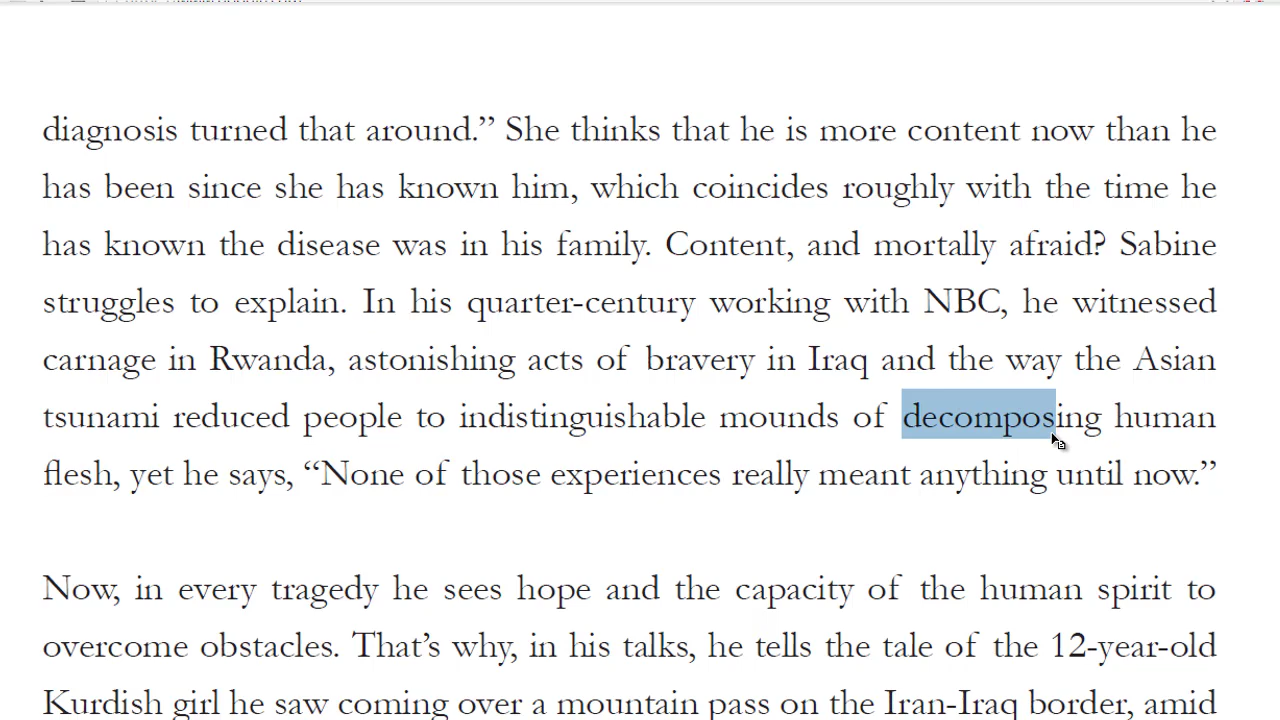 diagnosis turned that around.” She thinks that he is more content now than he
has been since she has known him, which coincides roughly with the time he
has known the disease was in his family. Content, and mortally afraid? Sabine
struggles to explain. In his quarter-century working with NBC, he witnessed
carnage in Rwanda, astonishing acts of bravery in Iraq and the way the Asian
tsunami reduced people to indistinguishable mounds of decomposing human
flesh, yet he says, “None of those experiences really meant anything until now.”
Now, in every tragedy he sees hope and the capacity of the human spirit to
overcome obstacles. That’s why, in his talks, he tells the tale of the 12-year-old
Kurdish girl he saw coming over a mountain pass on the Iran-Iraq border, amid